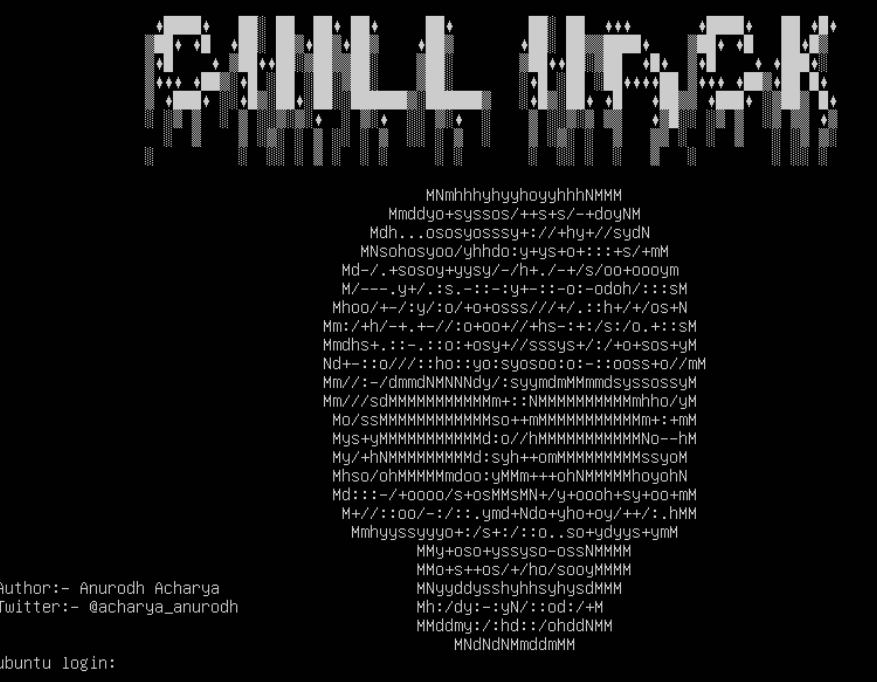 CHILL HACK
MNmhhhyhyyhoyyhhhNMMM
Mmddyo+syssos/++s+s/-+doyNM
Mdh...ososyosssy+://+hy+//sydN
MNsohosyoo/yhhdo:y+ys+o+:::+s/+mM
Md-/.+sosoy+yysy/-/h+./-+/s/oo+oooym
M/---.y+/.:s.-::-:y+-::-o:-odoh/:::sM
Mhoo/+-/:y/:o/+o+osss///+/.::h+/+/os+N
Mm:/+h/-+.+-//:o+oo+//+hs-:+:/s:/o.+::sM
Mmdhs+.::-.::o:+osy+//sssys+/:/+o+sos+yM
Nd+-::o///::ho::yo:syosoo:o:-::ooss+o//mM
Mm//:-/dmmdNMNNNdy/:syymdmMMmmdsyssossyM
Mm///sdMMMMMMMMMMMm+::NMMMMMMMMMMmhho/yM
Mo/ssMMMMMMMMMMMMso++mMMMMMMMMMMMm+:+mM
Mys+yMMMMMMMMMMMd:o//hMMMMMMMMMMMNo--hM
My/+hNMMMMMMMMMd:syh++omMMMMMMMMMssyoM
Mhso/ohMMMMMmdoo:yMMm+++ohNMMMMMhoyohN
Md:::-/+oooo/s+osMMsMN+/y+oooh+sy+oo+mM
M+//::oo/-:/::.ymd+Ndo+yho+oy/++/:.hMM
Mmhyyssyyyo+:/s+:/::o..so+ydyys+ymM
MMy+oso+yssyso-ossNMMMM
MMo+s++os/+/ho/sooyMMMM
Author:- Anurodh Acharya MNyyddysshyhhsyhysdMMM
Twitter:- @acharya_anurodh Mh:/dy:-:yN/::od:/+M
MMddmy:/:hd::/ohddNMM
MNdNdNMmddmMM
ubuntu login: